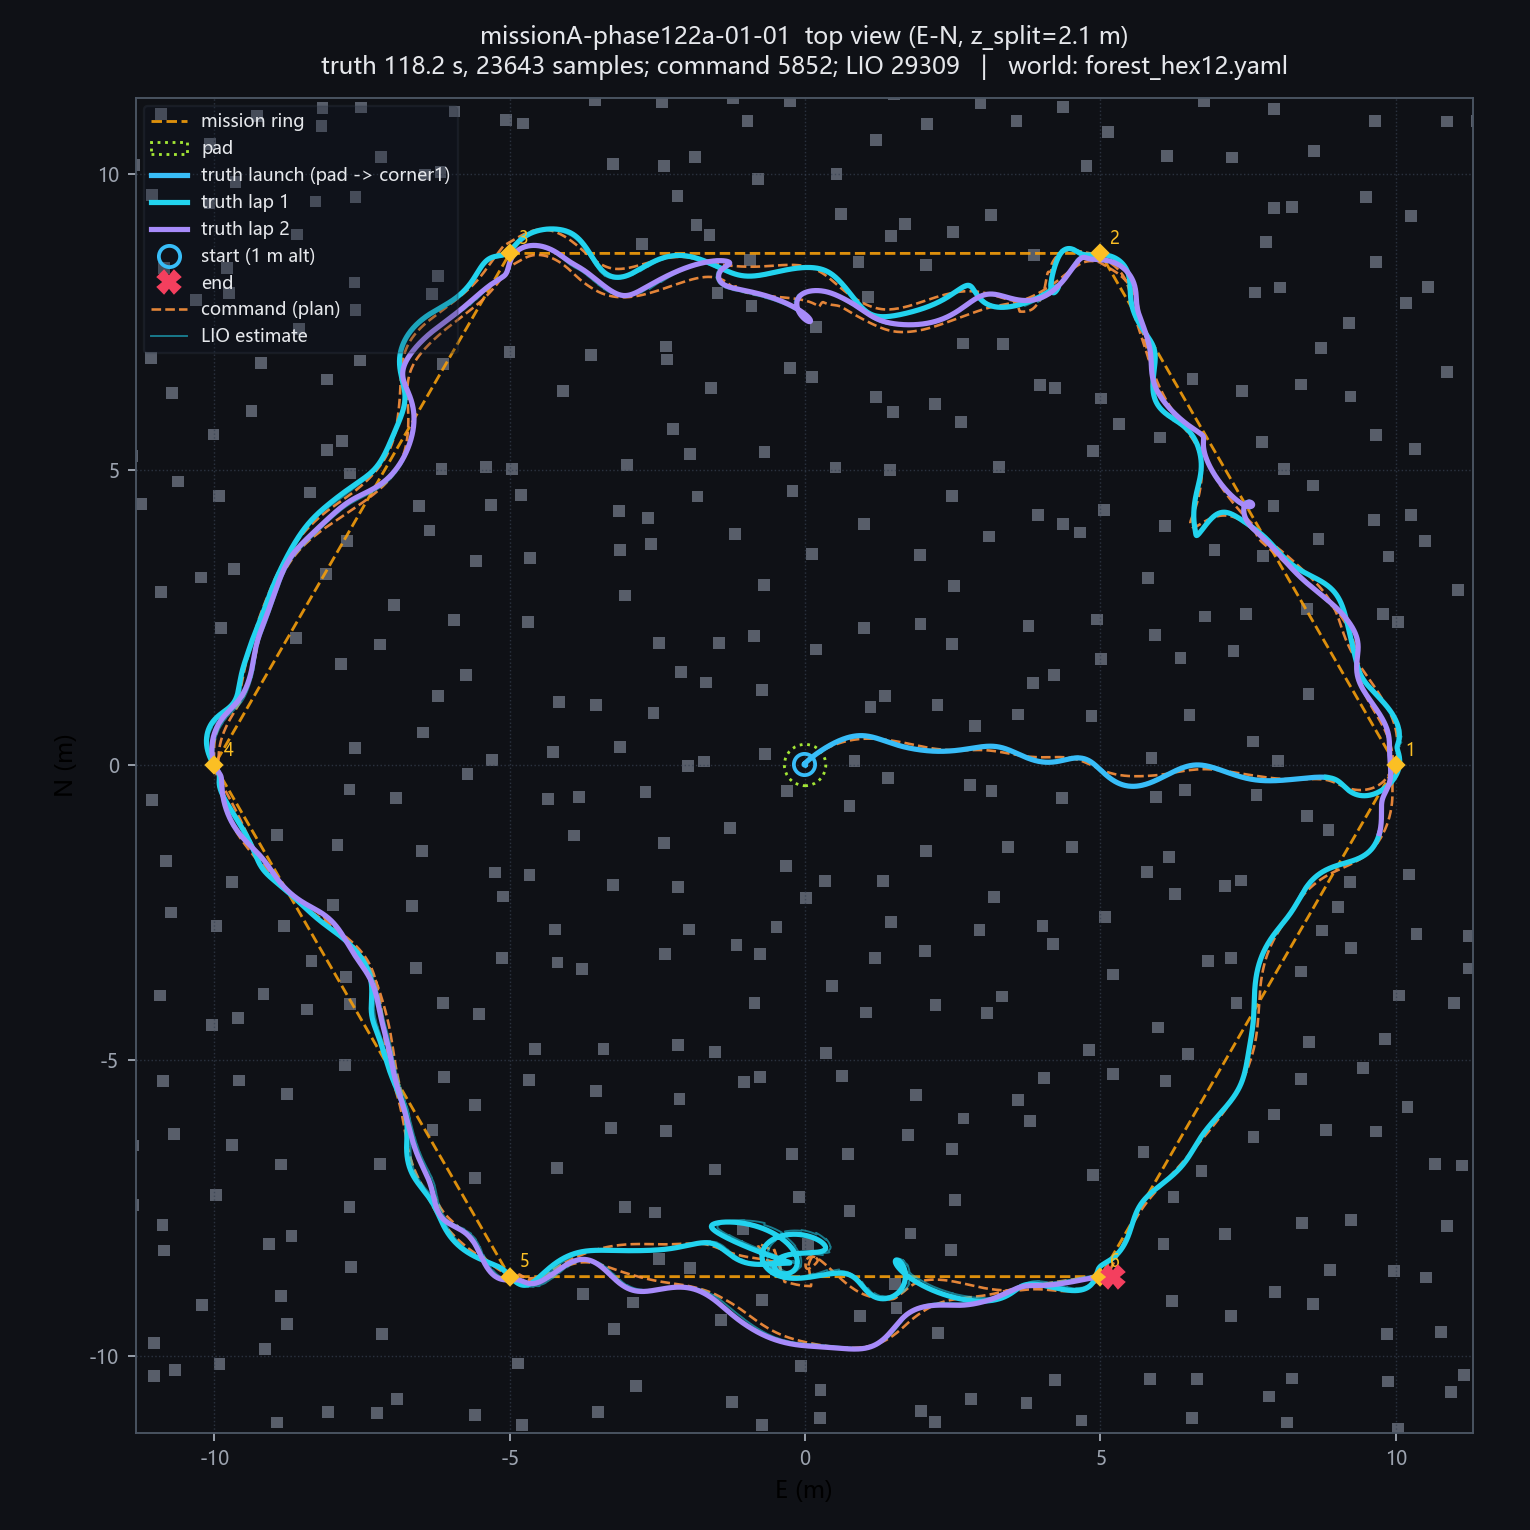 missionA-phase122a-01-01 top view (E-N, z_split=2.1 m)
truth 118.2 s, 23643 samples; command 5852; LIO 29309 | world: forest_hex12.yaml
mission ring
pad
truth launch (pad -> corner1)
truth lap 1
truth lap 2
start (1 m alt)
end
command (plan)
LIO estimate
3
2
4
1
5
6
10
5
0
-5
-10
N (m)
-10
-5
0
5
10
E (m)